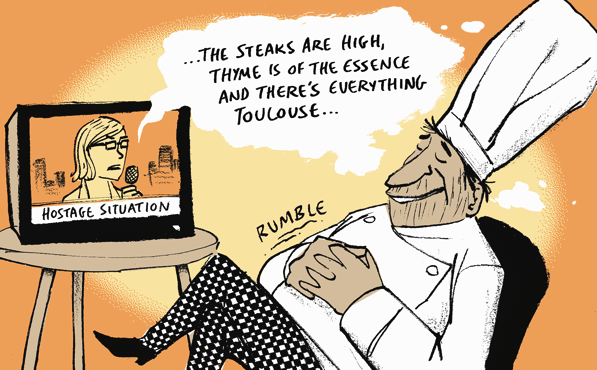 ...THE STEAKS ARE HIGH,
THYME IS OF THE ESSENCE
AND THERE'S EVERYTHING
TOULOUSE...
HOSTAGE SITUATION
RUMBLE